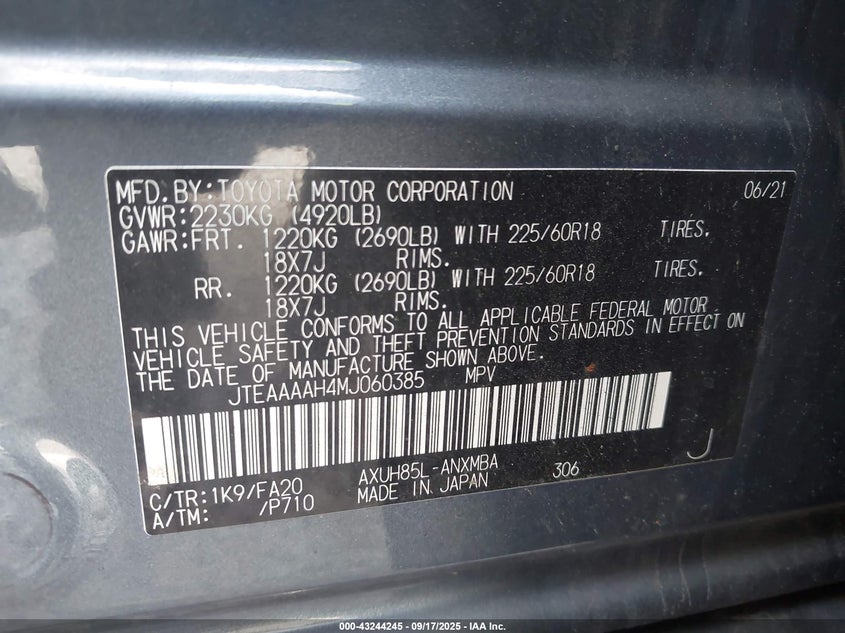 MFD.BY:TOYOTA MOTOR CORPORATION 06/21
GVWR:2230KG (4920LB)
GAWR:FRT. 1220KG (2690LB) WITH 225/60R18 TIRES.
18X7J RIMS.
RR. 1220KG (2690LB) WITH 225/60R18 TIRES.
18X7J RIMS.
THIS VEHICLE CONFORMS TO ALL APPLICABLE FEDERAL MOTOR
VEHICLE SAFETY AND THEFT PREVENTION STANDARDS IN EFFECT ON
THE DATE OF MANUFACTURE SHOWN ABOVE.
JTEAAAAH4MJ060385 MPV
J
C/TR:1K9/FA20 AXUH85L-ANXMBA 306
A/TM: /P710 MADE IN JAPAN
000-43244245 - 09/17/2025 - IAA Inc.